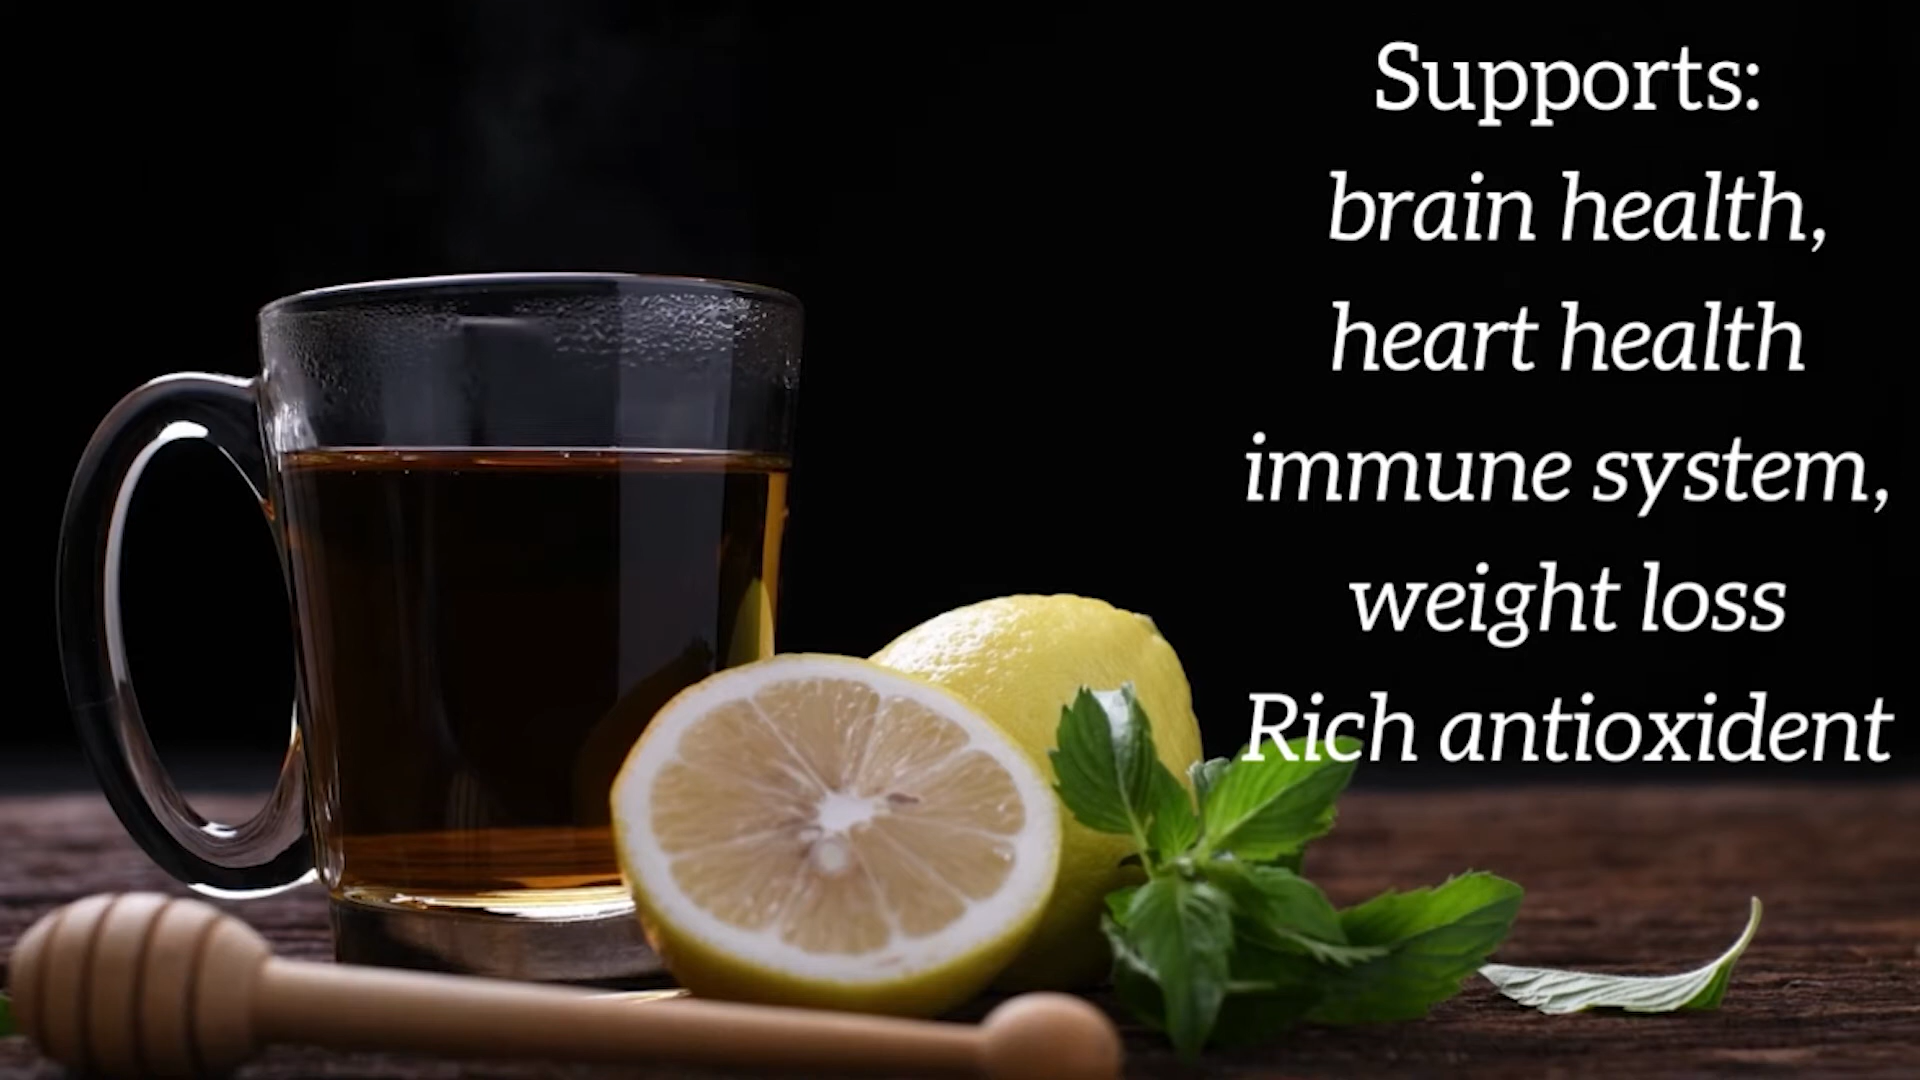 Supports:
brain health,
heart health
immune system,
weight loss
Rich antioxident